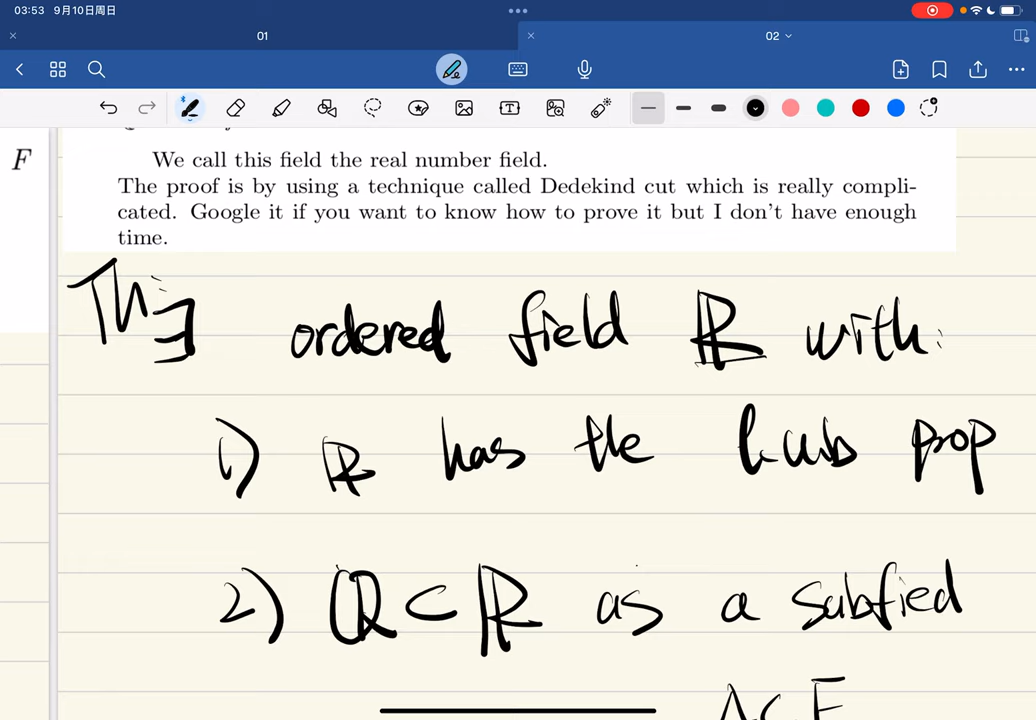 03:53 9月10日周日
01
02
We call this field the real number field.
The proof is by using a technique called Dedekind cut which is really compli-
cated. Google it if you want to know how to prove it but I don't have enough
time.
F
Th: ∃ ordered field ℝ with:
1) ℝ has the l.u.b prop
2) ℚ ⊂ ℝ as a subfied